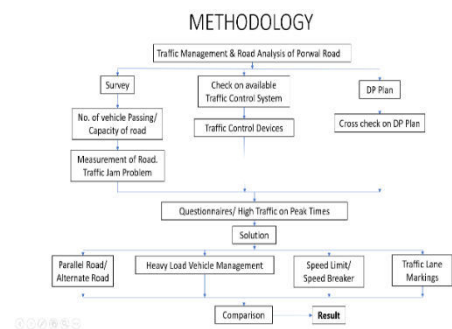 METHODOLOGY
Traffic Management & Road Analysis of Porwal Road
Survey
Check on available
Traffic Control System
DP Plan
No. of vehicle Passing/
Capacity of road
Traffic Control Devices
Cross check on DP Plan
Measurement of Road.
Traffic Jam Problem
Questionnaires/ High Traffic on Peak Times
Solution
Parallel Road/
Alternate Road
Heavy Load Vehicle Management
Speed Limit/
Speed Breaker
Traffic Lane
Markings
Comparison
Result